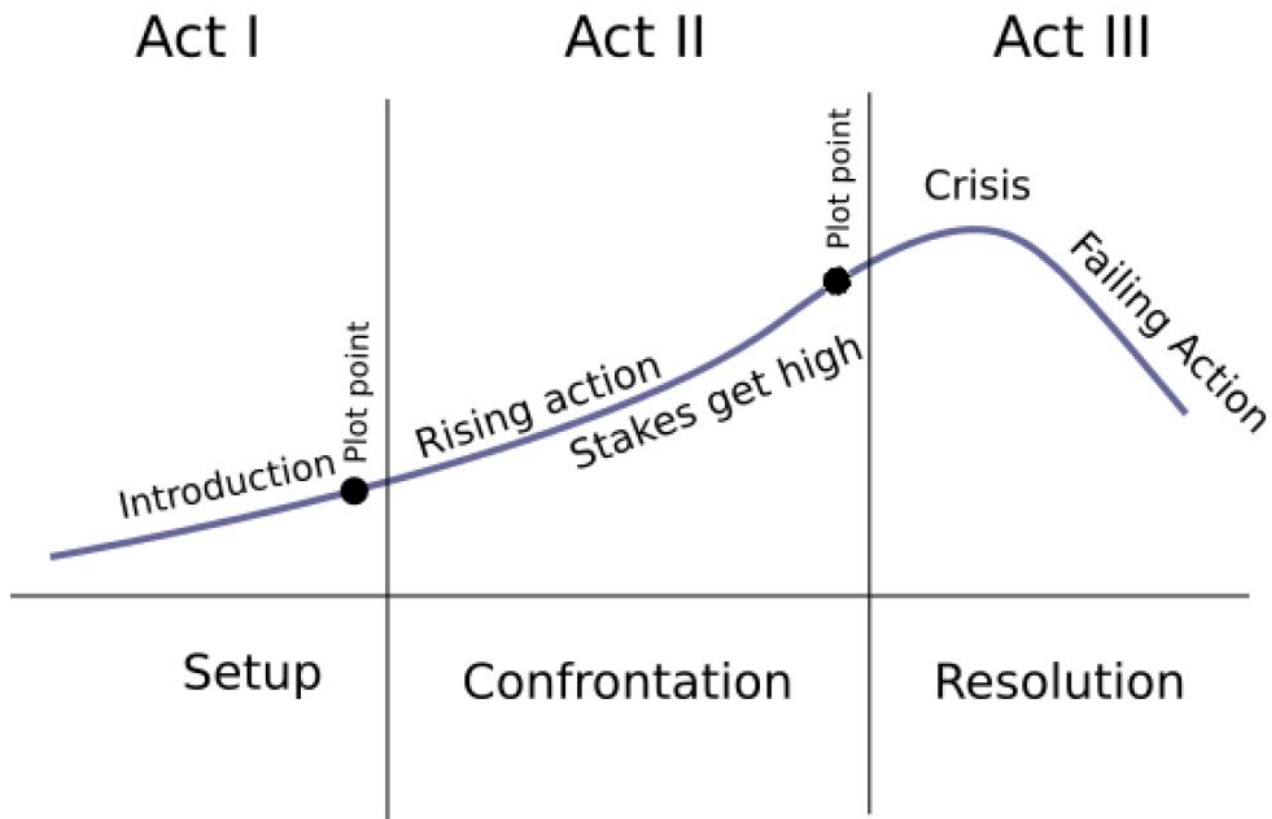 Act I
Act II
Act III
Introduction
Plot point
Rising action
Stakes get high
Plot point
Crisis
Failing Action
Setup
Confrontation
Resolution